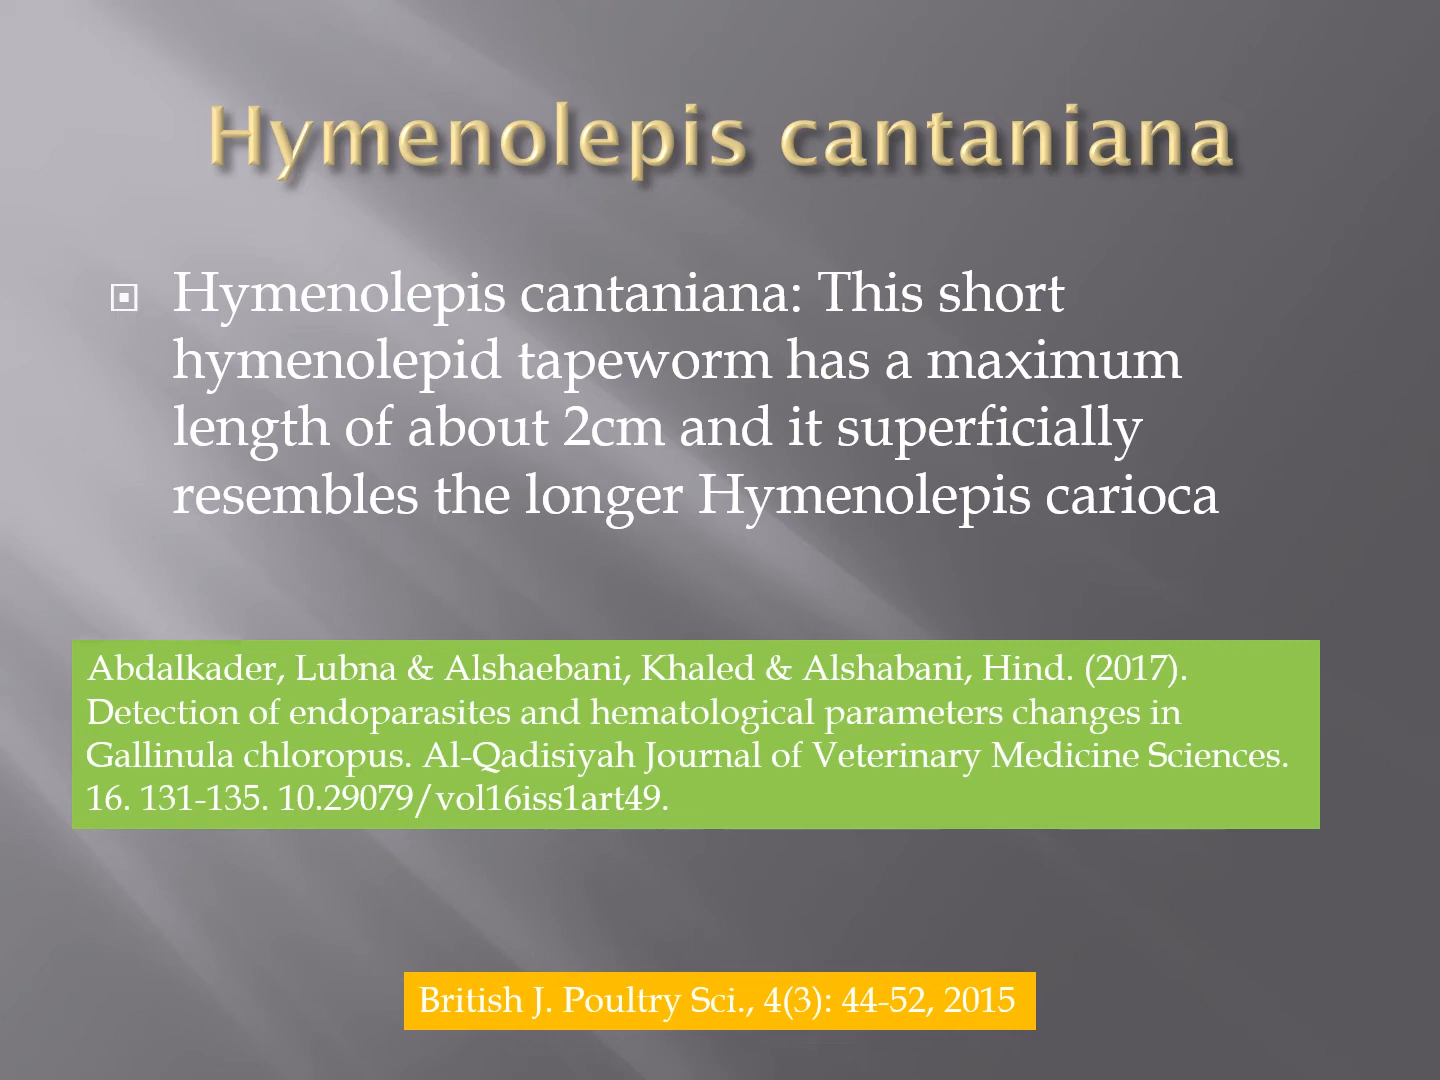 Hymenolepis cantaniana
Hymenolepis cantaniana: This short
hymenolepid tapeworm has a maximum
length of about 2cm and it superficially
resembles the longer Hymenolepis carioca
Abdalkader, Lubna & Alshaebani, Khaled & Alshabani, Hind. (2017).
Detection of endoparasites and hematological parameters changes in
Gallinula chloropus. Al-Qadisiyah Journal of Veterinary Medicine Sciences.
16. 131-135. 10.29079/vol16iss1art49.
British J. Poultry Sci., 4(3): 44-52, 2015